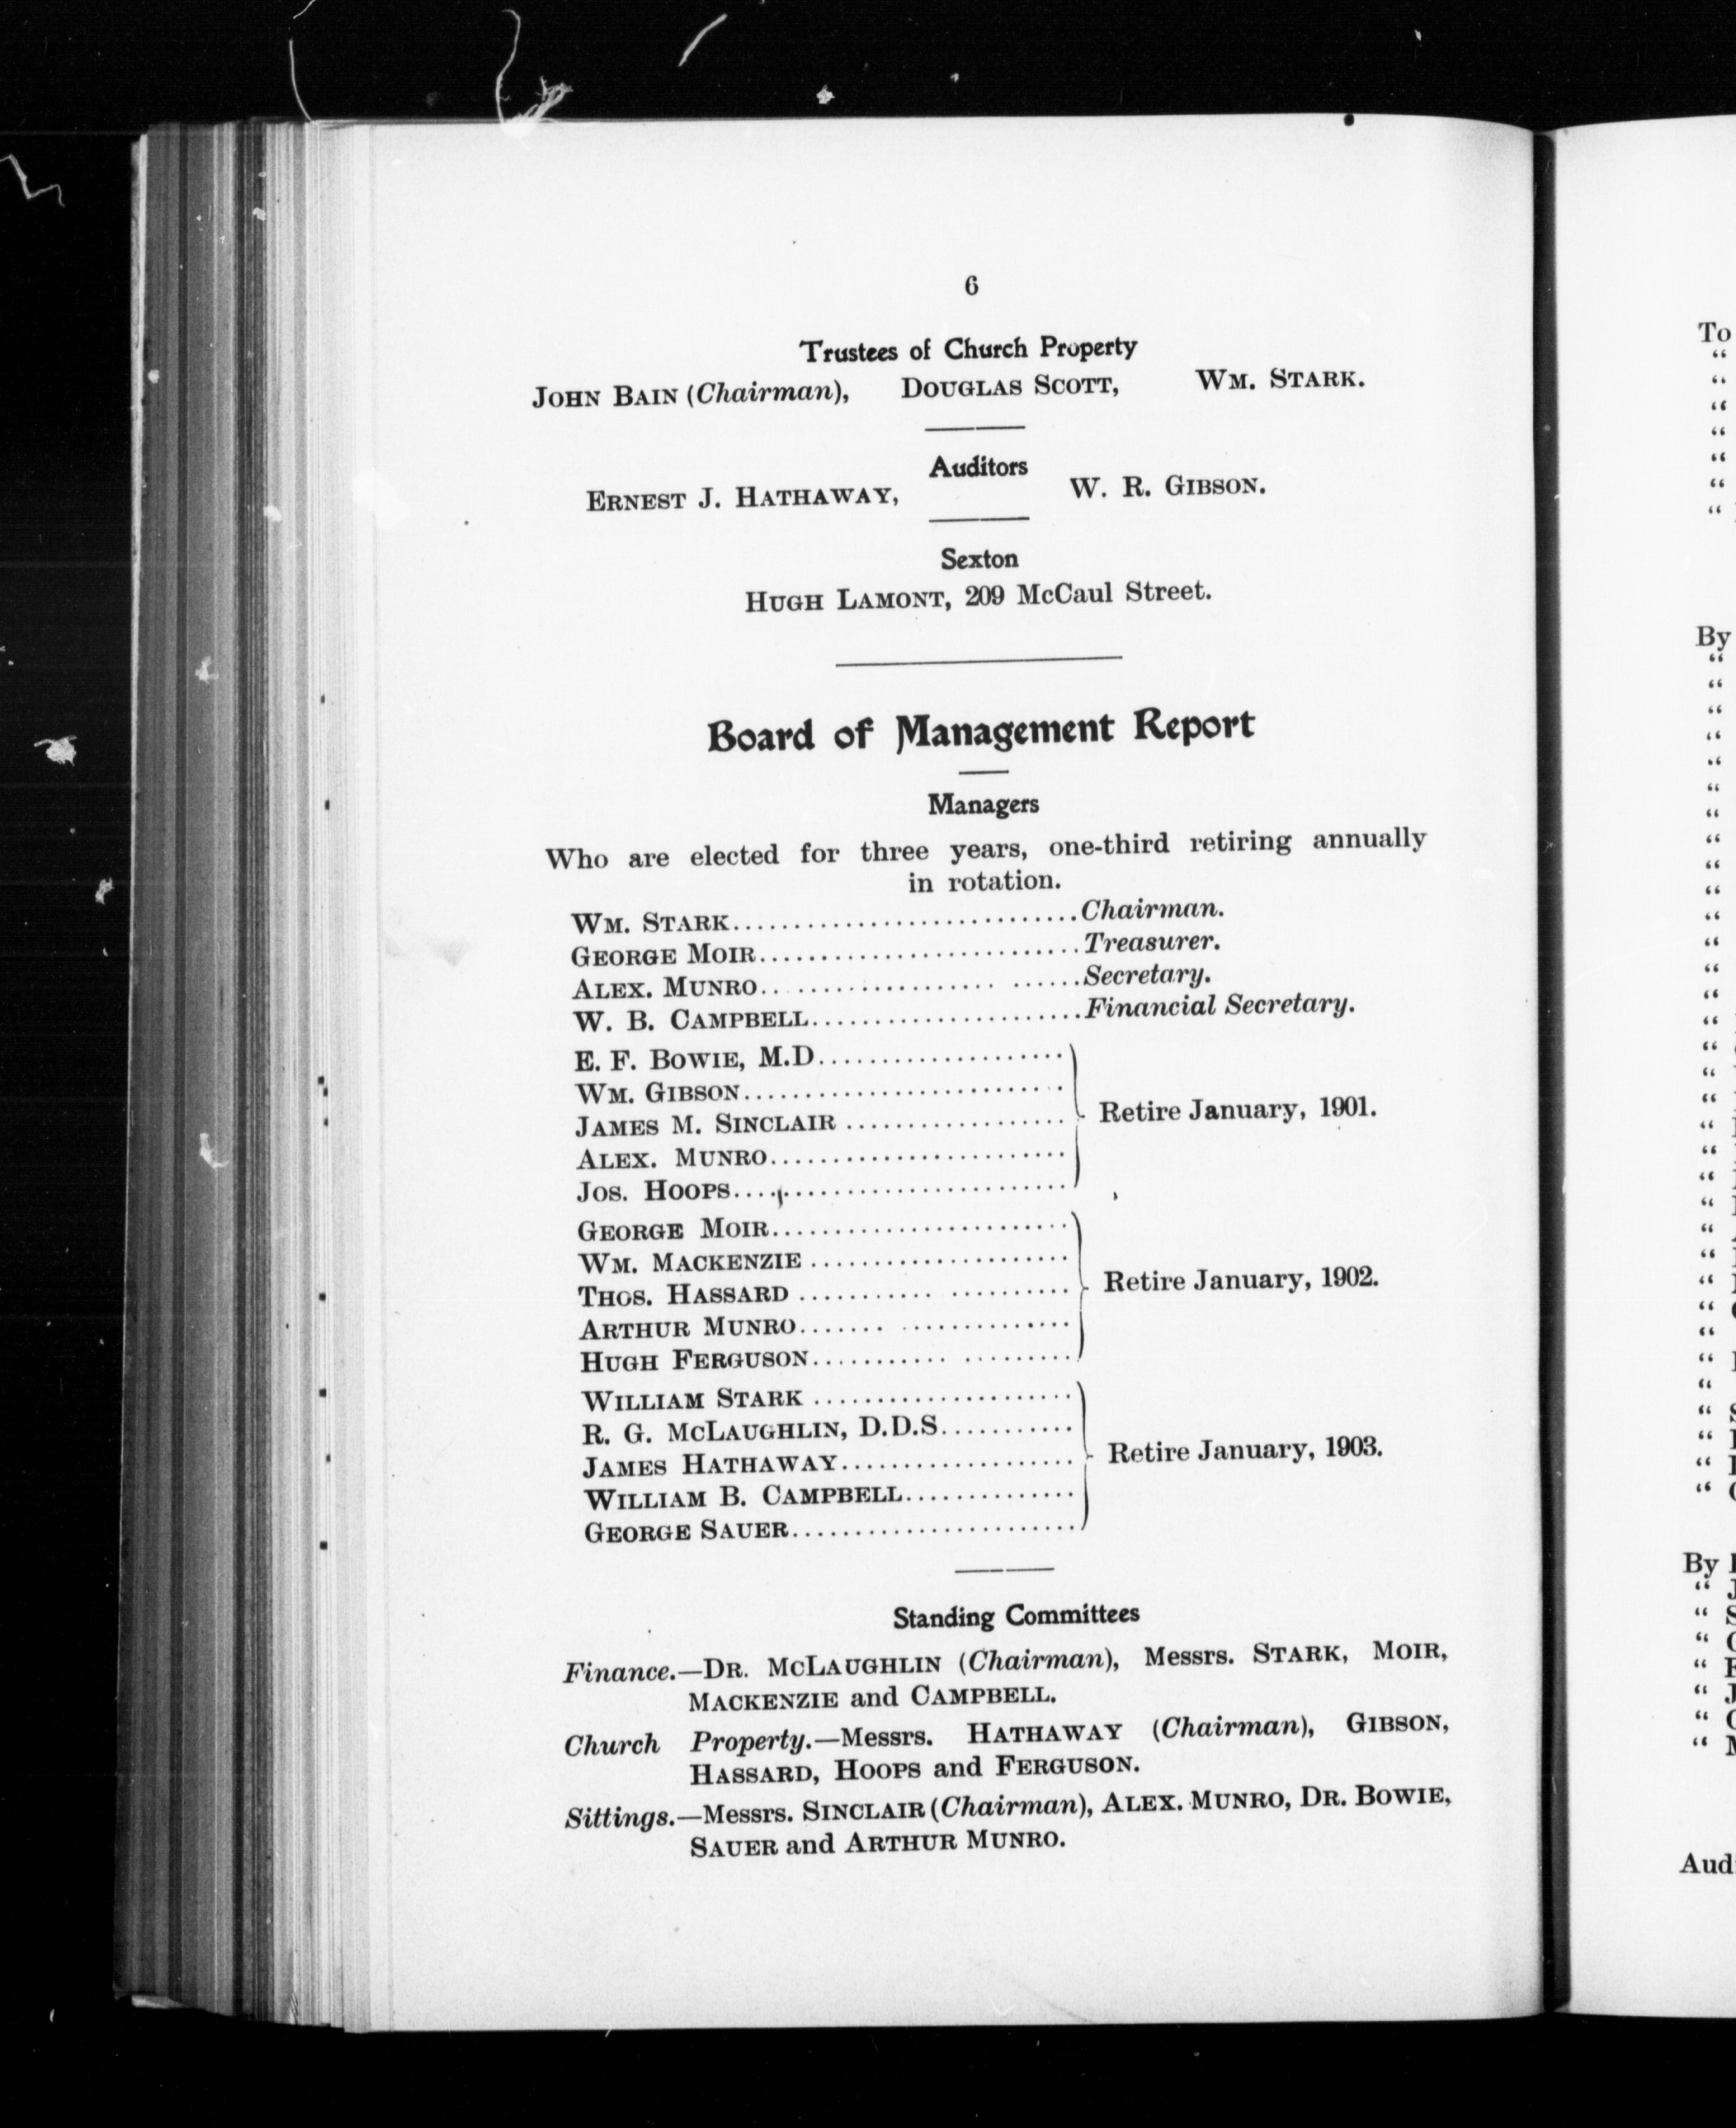 6
Trustees of Church Property
JOHN BAIN (Chairman), DOUGLAS SCOTT, WM. STARK.
Auditors
ERNEST J. HATHAWAY, W. R. GIBSON.
Sexton
HUGH LAMONT, 209 McCaul Street.
Board of Management Report
Managers
Who are elected for three years, one-third retiring annually
in rotation.
WM. STARK............................Chairman.
GEORGE MOIR..........................Treasurer.
ALEX. MUNRO.......................... Secretary.
W. B. CAMPBELL......................Financial Secretary.
E. F. BOWIE, M.D....................
WM. GIBSON..........................
JAMES M. SINCLAIR .................. Retire January, 1901.
ALEX. MUNRO........................
JOS. HOOPS...........................
GEORGE MOIR........................
WM. MACKENZIE .....................
THOS. HASSARD ...................... Retire January, 1902.
ARTHUR MUNRO......................
HUGH FERGUSON.....................
WILLIAM STARK .....................
R. G. MCLAUGHLIN, D.D.S...........
JAMES HATHAWAY................... Retire January, 1903.
WILLIAM B. CAMPBELL..............
GEORGE SAUER.......................
Standing Committees
Finance.—DR. MCLAUGHLIN (Chairman), Messrs. STARK, MOIR,
MACKENZIE and CAMPBELL.
Church Property.—Messrs. HATHAWAY (Chairman), GIBSON,
HASSARD, HOOPS and FERGUSON.
Sittings.—Messrs. SINCLAIR (Chairman), ALEX. MUNRO, DR. BOWIE,
SAUER and ARTHUR MUNRO.
To
By
By